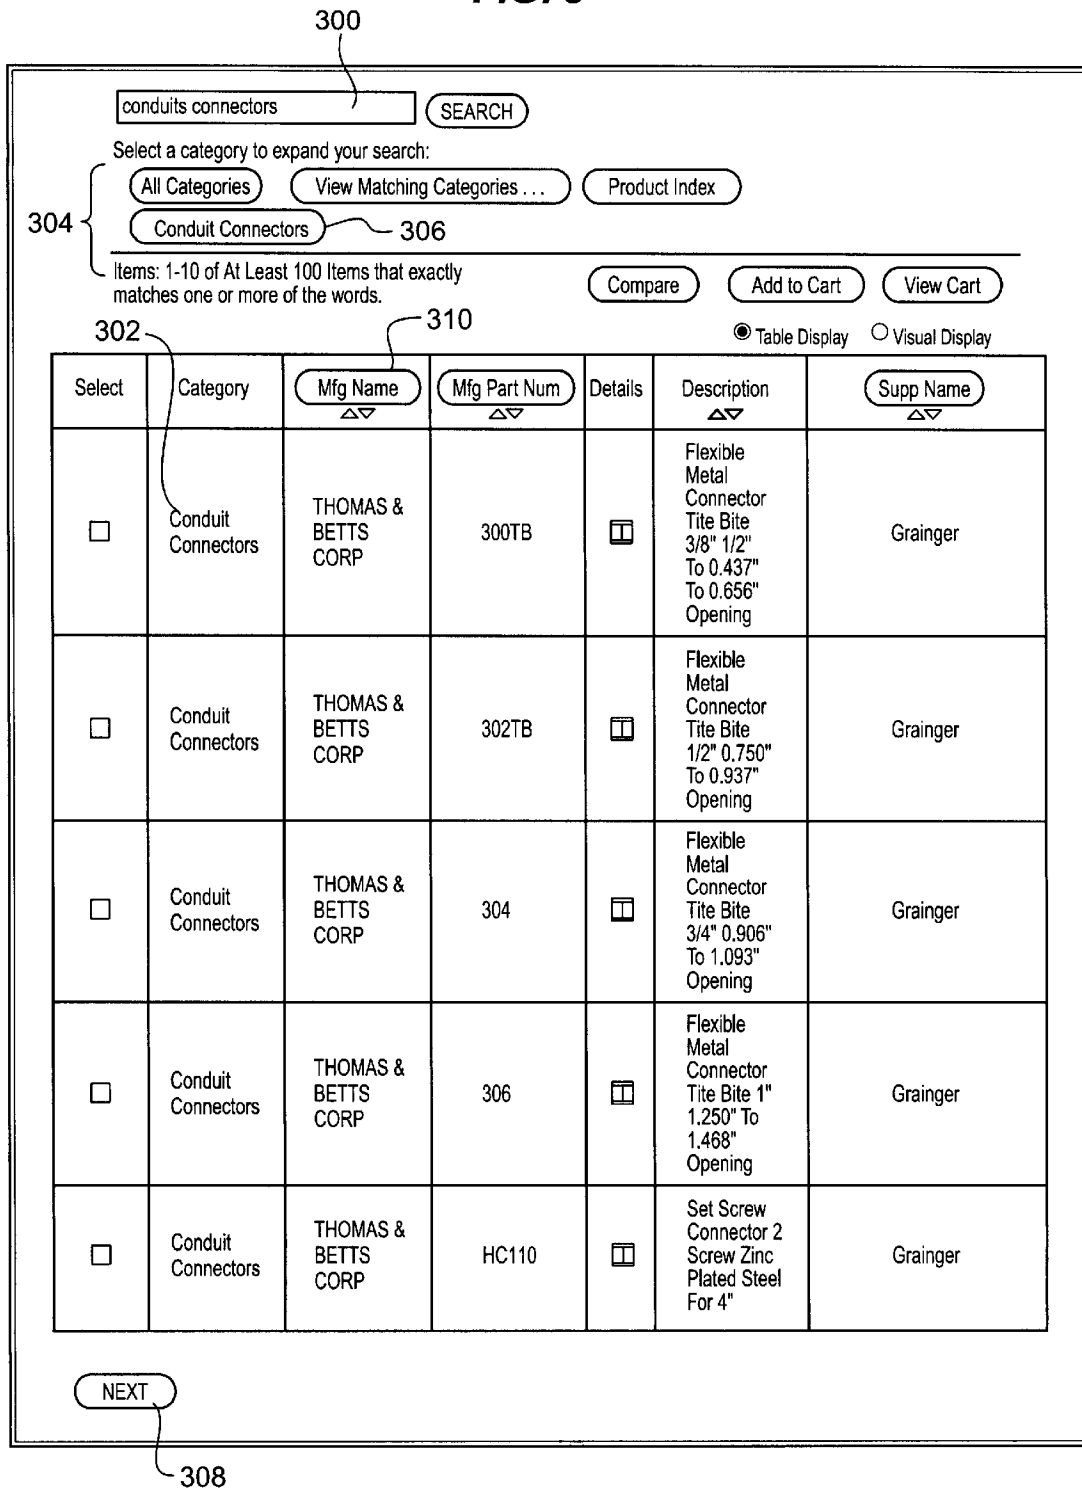 300
conduits connectors SEARCH
Select a category to expand your search:
All Categories View Matching Categories ... Product Index
304 Conduit Connectors 306
Items: 1-10 of At Least 100 Items that exactly
matches one or more of the words.
Compare Add to Cart View Cart
302 310
Table Display Visual Display
Select Category Mfg Name Mfg Part Num Details Description Supp Name
Conduit
Connectors
THOMAS &
BETTS
CORP
300TB
Flexible
Metal
Connector
Tite Bite
3/8" 1/2"
To 0.437"
To 0.656"
Opening
Grainger
Conduit
Connectors
THOMAS &
BETTS
CORP
302TB
Flexible
Metal
Connector
Tite Bite
1/2" 0.750"
To 0.937"
Opening
Grainger
Conduit
Connectors
THOMAS &
BETTS
CORP
304
Flexible
Metal
Connector
Tite Bite
3/4" 0.906"
To 1.093"
Opening
Grainger
Conduit
Connectors
THOMAS &
BETTS
CORP
306
Flexible
Metal
Connector
Tite Bite 1"
1.250" To
1.468"
Opening
Grainger
Conduit
Connectors
THOMAS &
BETTS
CORP
HC110
Set Screw
Connector 2
Screw Zinc
Plated Steel
For 4"
Grainger
NEXT
308